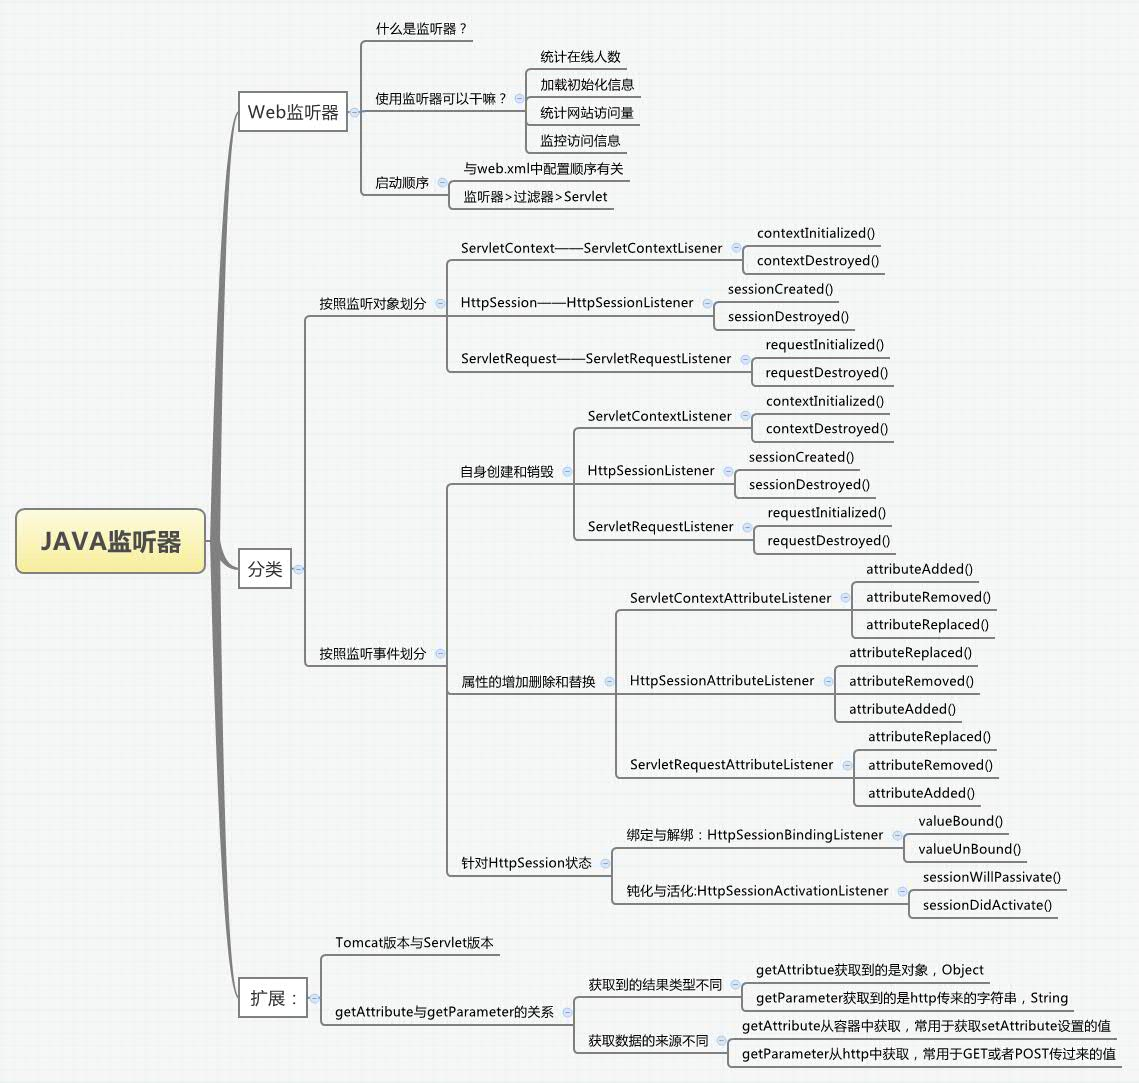 什么是监听器？
统计在线人数
加载初始化信息
使用监听器可以干嘛？
Web监听器
统计网站访问量
监控访问信息
与web.xml中配置顺序有关
启动顺序
监听器>过滤器>Servlet
contextInitialized()
ServletContext——ServletContextLisener
contextDestroyed()
sessionCreated()
按照监听对象划分
HttpSession——HttpSessionListener
sessionDestroyed()
requestInitialized()
ServletRequest——ServletRequestListener
requestDestroyed()
contextInitialized()
ServletContextListener
contextDestroyed()
sessionCreated()
自身创建和销毁
HttpSessionListener
sessionDestroyed()
requestInitialized()
ServletRequestListener
requestDestroyed()
JAVA监听器
分类
attributeAdded()
ServletContextAttributeListener
attributeRemoved()
attributeReplaced()
按照监听事件划分
attributeReplaced()
属性的增加删除和替换
HttpSessionAttributeListener
attributeRemoved()
attributeAdded()
attributeReplaced()
ServletRequestAttributeListener
attributeRemoved()
attributeAdded()
valueBound()
绑定与解绑：HttpSessionBindingListener
valueUnBound()
针对HttpSession状态
sessionWillPassivate()
钝化与活化:HttpSessionActivationListener
sessionDidActivate()
Tomcat版本与Servlet版本
getAttribtue获取到的是对象，Object
获取到的结果类型不同
getParameter获取到的是http传来的字符串，String
扩展：
getAttribute与getParameter的关系
getAttribute从容器中获取，常用于获取setAttribute设置的值
获取数据的来源不同
getParameter从http中获取，常用于GET或者POST传过来的值